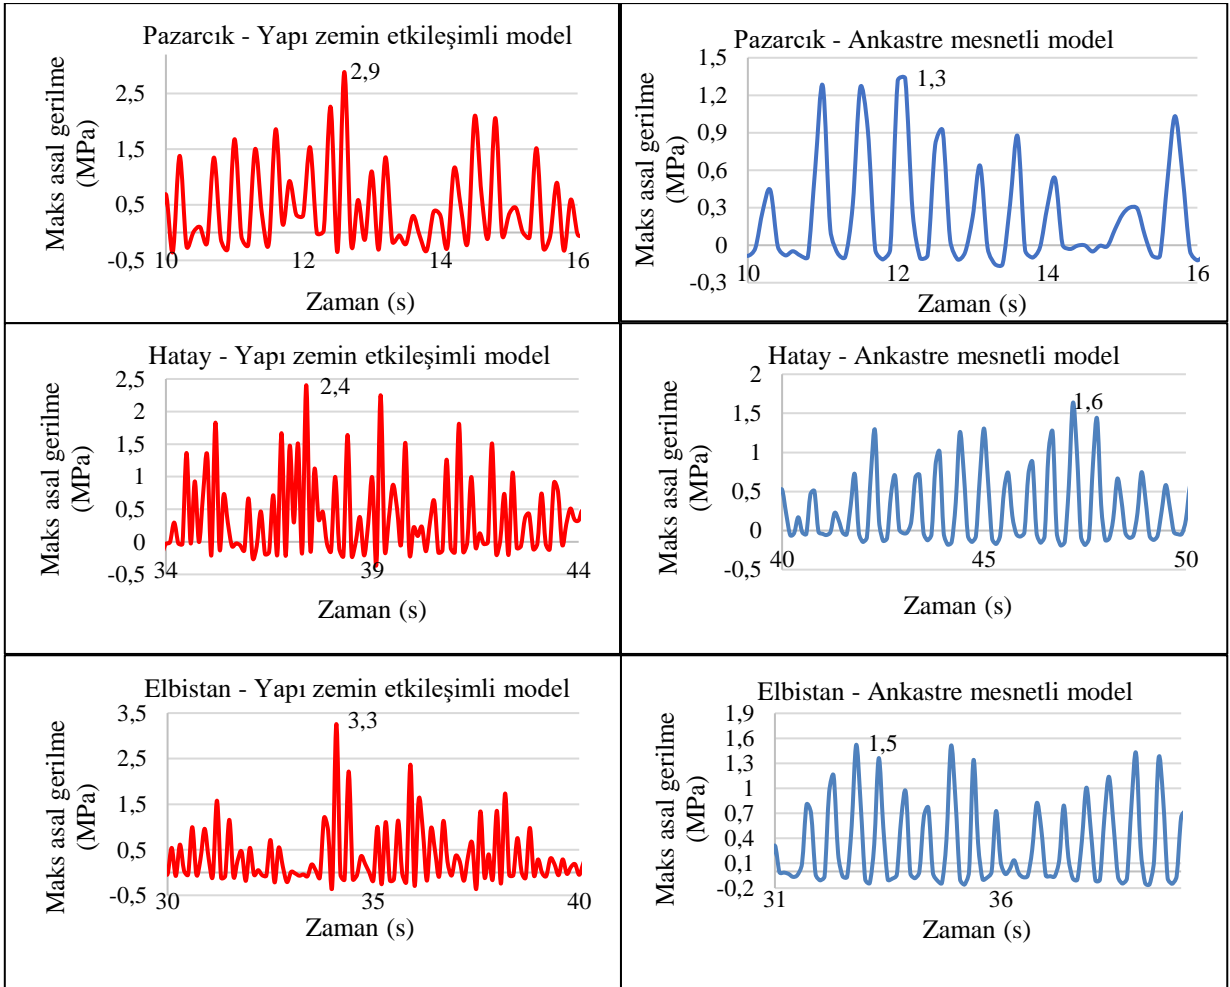 Pazarcık - Yapı zemin etkileşimli model
2,9
2,5
1,5
0,5
-0,5
10
12
14
16
Maks asal gerilme
(MPa)
Zaman (s)
Pazarcık - Ankastre mesnetli model
1,3
1,5
1,2
0,9
0,6
0,3
0
-0,3
10
12
14
16
Maks asal gerilme
(MPa)
Zaman (s)
Hatay - Yapı zemin etkileşimli model
2,4
2,5
2
1,5
1
0,5
0
-0,5
34
39
44
Maks asal gerilme
(MPa)
Zaman (s)
Hatay - Ankastre mesnetli model
1,6
2
1,5
1
0,5
0
-0,5
40
45
50
Maks asal gerilme
(MPa)
Zaman (s)
Elbistan - Yapı zemin etkileşimli model
3,3
3,5
2,5
1,5
0,5
-0,5
30
35
40
Maks asal gerilme
(MPa)
Zaman (s)
Elbistan - Ankastre mesnetli model
1,5
1,9
1,6
1,3
1
0,7
0,4
0,1
-0,2
31
36
Maks asal gerilme
(MPa)
Zaman (s)